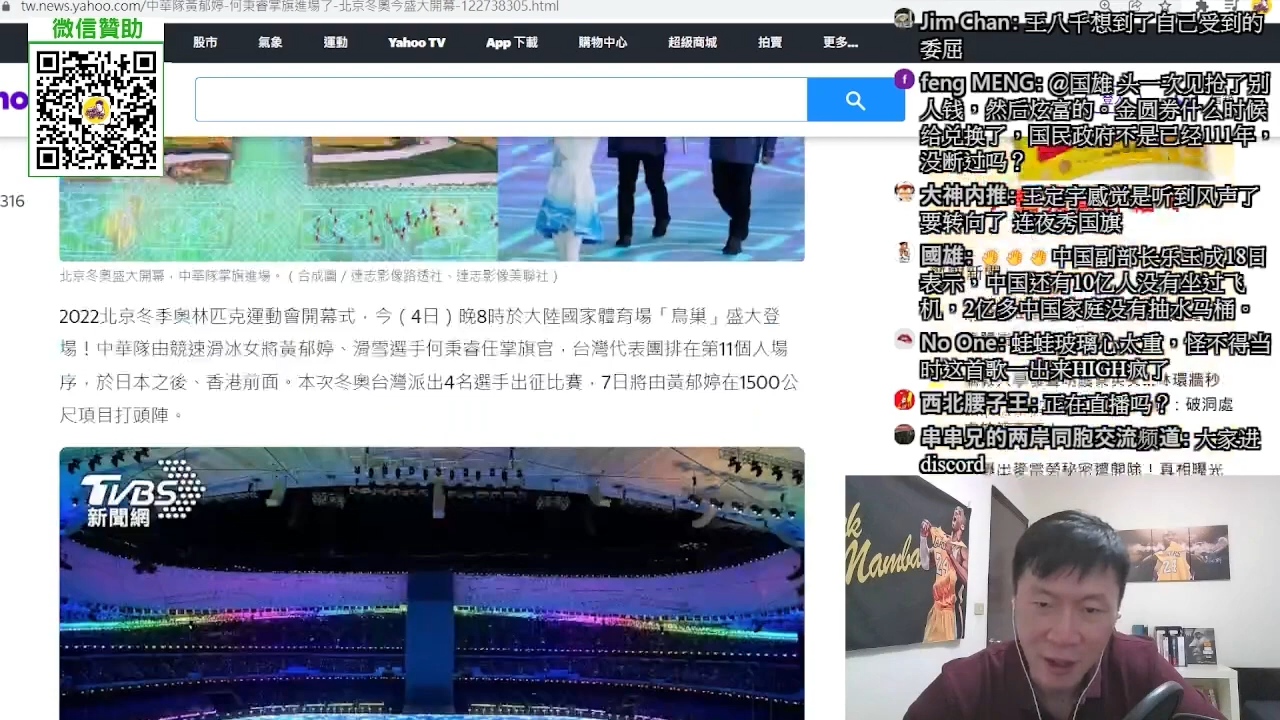 tw.news.yahoo.com/中華隊黃郁婷-何秉睿掌旗進場了-北京冬奧今盛大開幕-122738305.html
微信贊助
股市 氣象 運動 Yahoo TV App 下載 購物中心 超級商城 拍賣 更多...
316
北京冬奧盛大開幕，中華隊掌旗進場。（合成圖／達志影像路透社、達志影像美聯社）
2022北京冬季奧林匹克運動會開幕式，今（4日）晚8時於大陸國家體育場「鳥巢」盛大登
場！中華隊由競速滑冰女將黃郁婷、滑雪選手何秉睿任掌旗官，台灣代表團排在第11個入場
序，於日本之後、香港前面。本次冬奧台灣派出4名選手出征比賽，7日將由黃郁婷在1500公
尺項目打頭陣。
TVBS
新聞網
Jim Chan: 王八千想到了自己受到的
委屈
feng MENG: @国雄 头一次见抢了别
人钱，然后炫富的。金圆券什么时候
给兑换了，国民政府不是已经111年，
没断过吗？
大神内推: 王定宇感觉是听到风声了
要转向了 连夜秀国旗
國雄: 👏👏👏中国副部长乐玉成18日
表示，中国还有10亿人没有坐过飞
机，2亿多中国家庭没有抽水马桶。
No One: 蛙蛙玻璃心太重，怪不得当
时这首歌一出来HIGH疯了
林環牆秒
西北腰子王: 正在直播吗？
：破洞處
串串兄的两岸同胞交流频道: 大家进
discord
真相曝光
Mamba